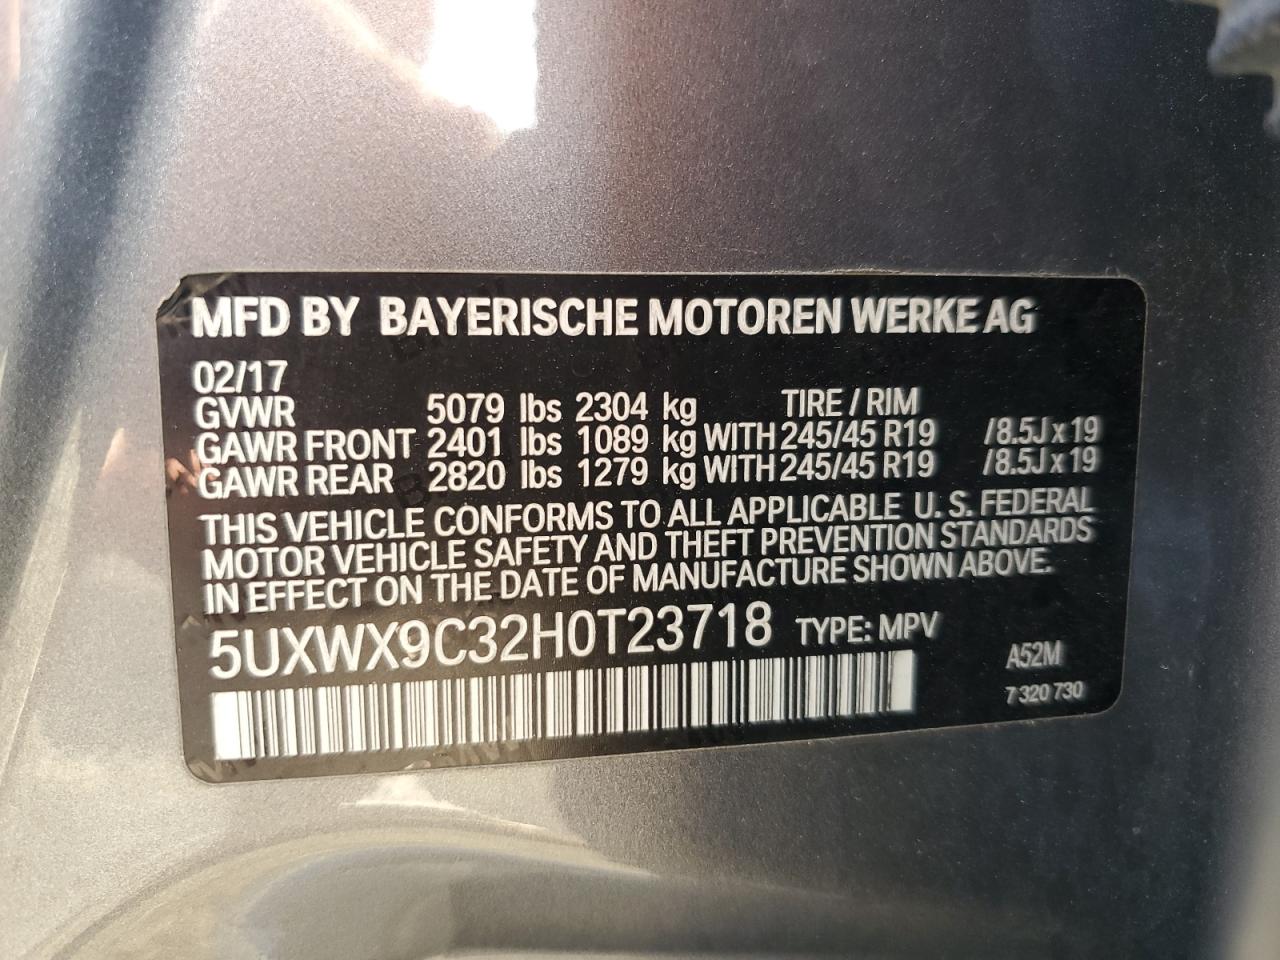 MFD BY BAYERISCHE MOTOREN WERKE AG
02/17
GVWR 5079 lbs 2304 kg TIRE / RIM
GAWR FRONT 2401 lbs 1089 kg WITH 245/45 R19 /8.5J x 19
GAWR REAR 2820 lbs 1279 kg WITH 245/45 R19 /8.5J x 19
THIS VEHICLE CONFORMS TO ALL APPLICABLE U. S. FEDERAL
MOTOR VEHICLE SAFETY AND THEFT PREVENTION STANDARDS
IN EFFECT ON THE DATE OF MANUFACTURE SHOWN ABOVE.
5UXWX9C32H0T23718 TYPE: MPV
A52M
7 320 730